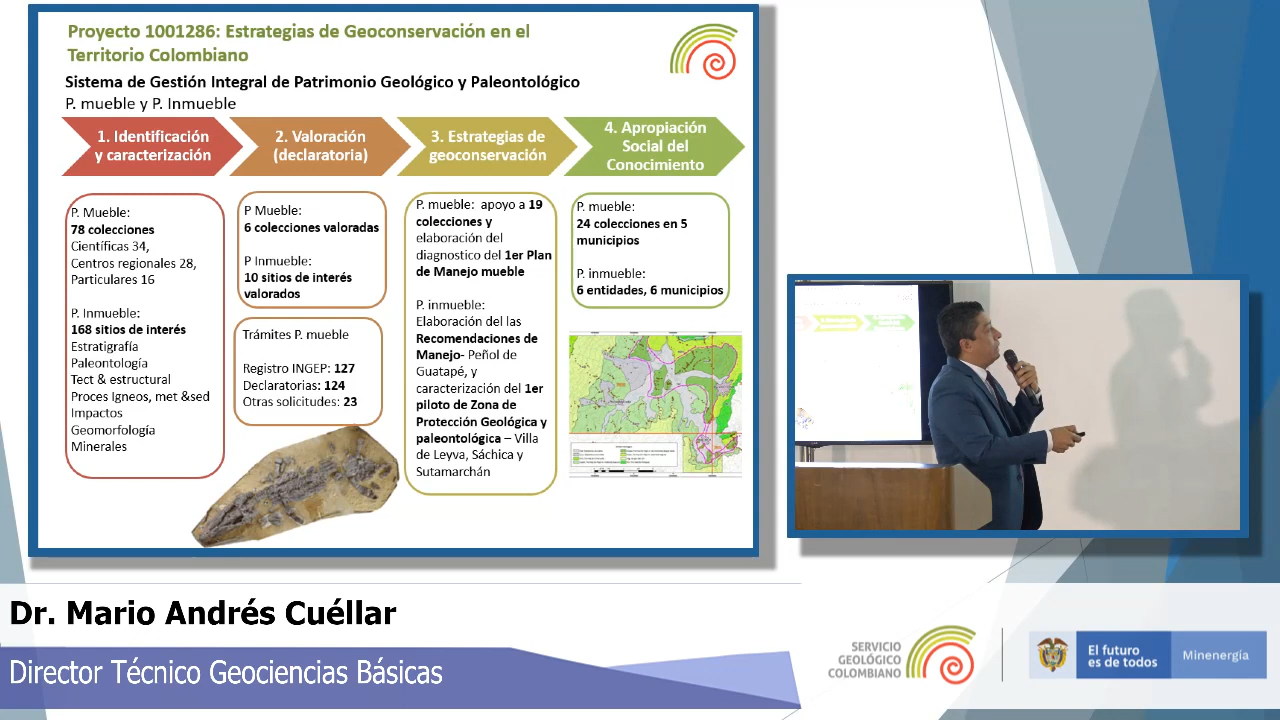 Proyecto 1001286: Estrategias de Geoconservación en el
Territorio Colombiano
Sistema de Gestión Integral de Patrimonio Geológico y Paleontológico
P. mueble y P. Inmueble
1. Identificación
y caracterización
2. Valoración
(declaratoria)
3. Estrategias de
geoconservación
4. Apropiación
Social del
Conocimiento
P. Mueble:
78 colecciones
Científicas 34,
Centros regionales 28,
Particulares 16
P. Inmueble:
168 sitios de interés
Estratigrafía
Paleontología
Tect & estructural
Proces Igneos, met &sed
Impactos
Geomorfología
Minerales
P Mueble:
6 colecciones valoradas
P Inmueble:
10 sitios de interés
valorados
Trámites P. mueble
Registro INGEP: 127
Declaratorias: 124
Otras solicitudes: 23
P. mueble: apoyo a 19
colecciones y
elaboración del
diagnostico del 1er Plan
de Manejo mueble
P. inmueble:
Elaboración del las
Recomendaciones de
Manejo- Peñol de
Guatapé, y
caracterización del 1er
piloto de Zona de
Protección Geológica y
paleontológica – Villa
de Leyva, Sáchica y
Sutamarchán
P. mueble:
24 colecciones en 5
municipios
P. inmueble:
6 entidades, 6 municipios
Dr. Mario Andrés Cuéllar
Director Técnico Geociencias Básicas
SERVICIO
GEOLÓGICO
COLOMBIANO
El futuro
es de todos
Minenergía